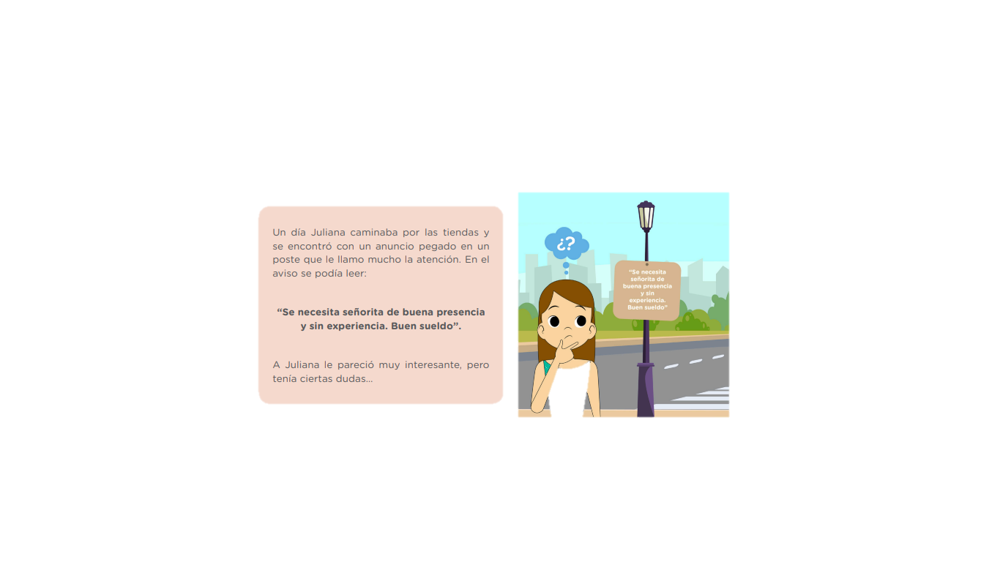 Un día Juliana caminaba por las tiendas y
se encontró con un anuncio pegado en un
poste que le llamo mucho la atención. En el
aviso se podía leer:
“Se necesita señorita de buena presencia
y sin experiencia. Buen sueldo”.
A Juliana le pareció muy interesante, pero
tenía ciertas dudas...
¿?
“Se necesita
señorita de
buena presencia
y sin
experiencia.
Buen sueldo”